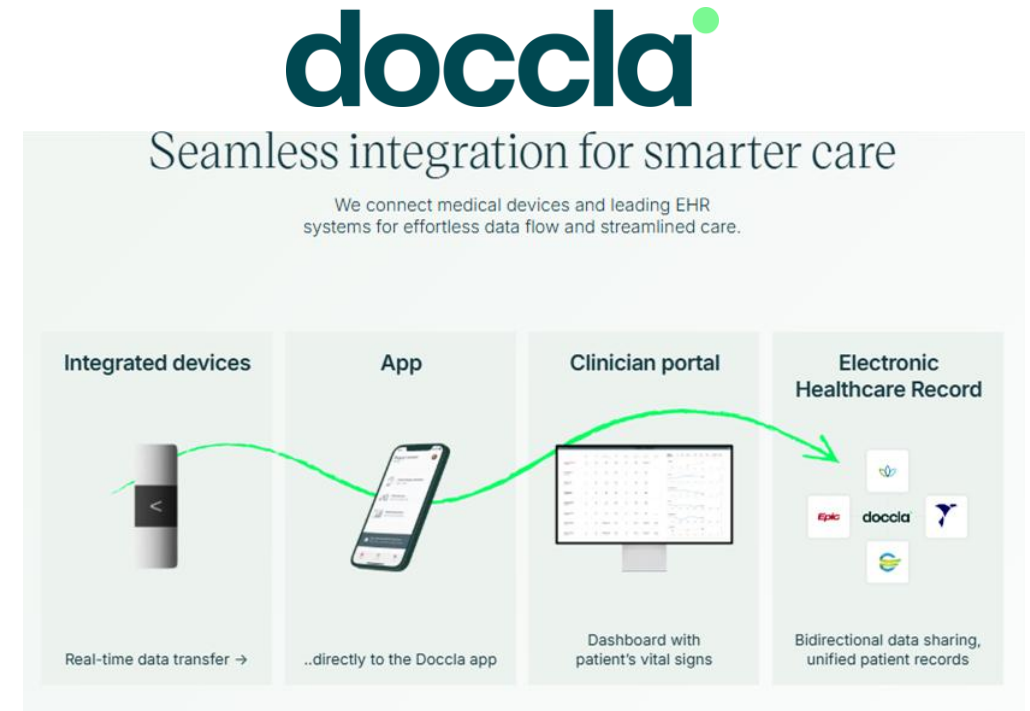 doccla
Seamless integration for smarter care
We connect medical devices and leading EHR
systems for effortless data flow and streamlined care.
Integrated devices
App
Clinician portal
Electronic
Healthcare Record
<
Epic
doccla
Real-time data transfer →
..directly to the Doccla app
Dashboard with
patient's vital signs
Bidirectional data sharing,
unified patient records